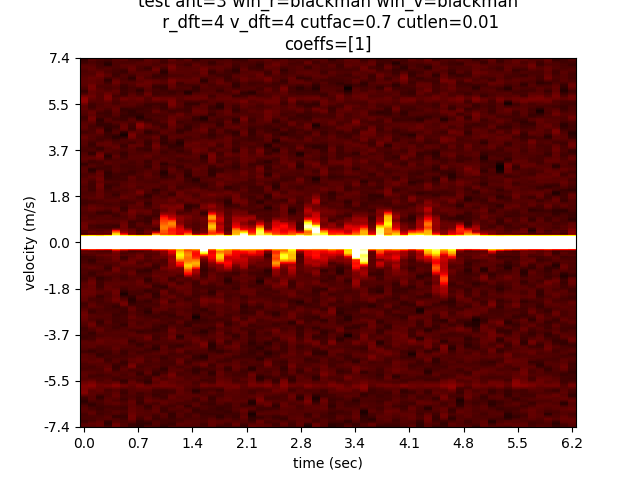 test ant=3 win_r=blackman win_v=blackman
r_dft=4 v_dft=4 cutfac=0.7 cutlen=0.01
coeffs=[1]
7.4
5.5
3.7
1.8
0.0
-1.8
-3.7
-5.5
-7.4
velocity (m/s)
0.0 0.7 1.4 2.1 2.8 3.4 4.1 4.8 5.5 6.2
time (sec)